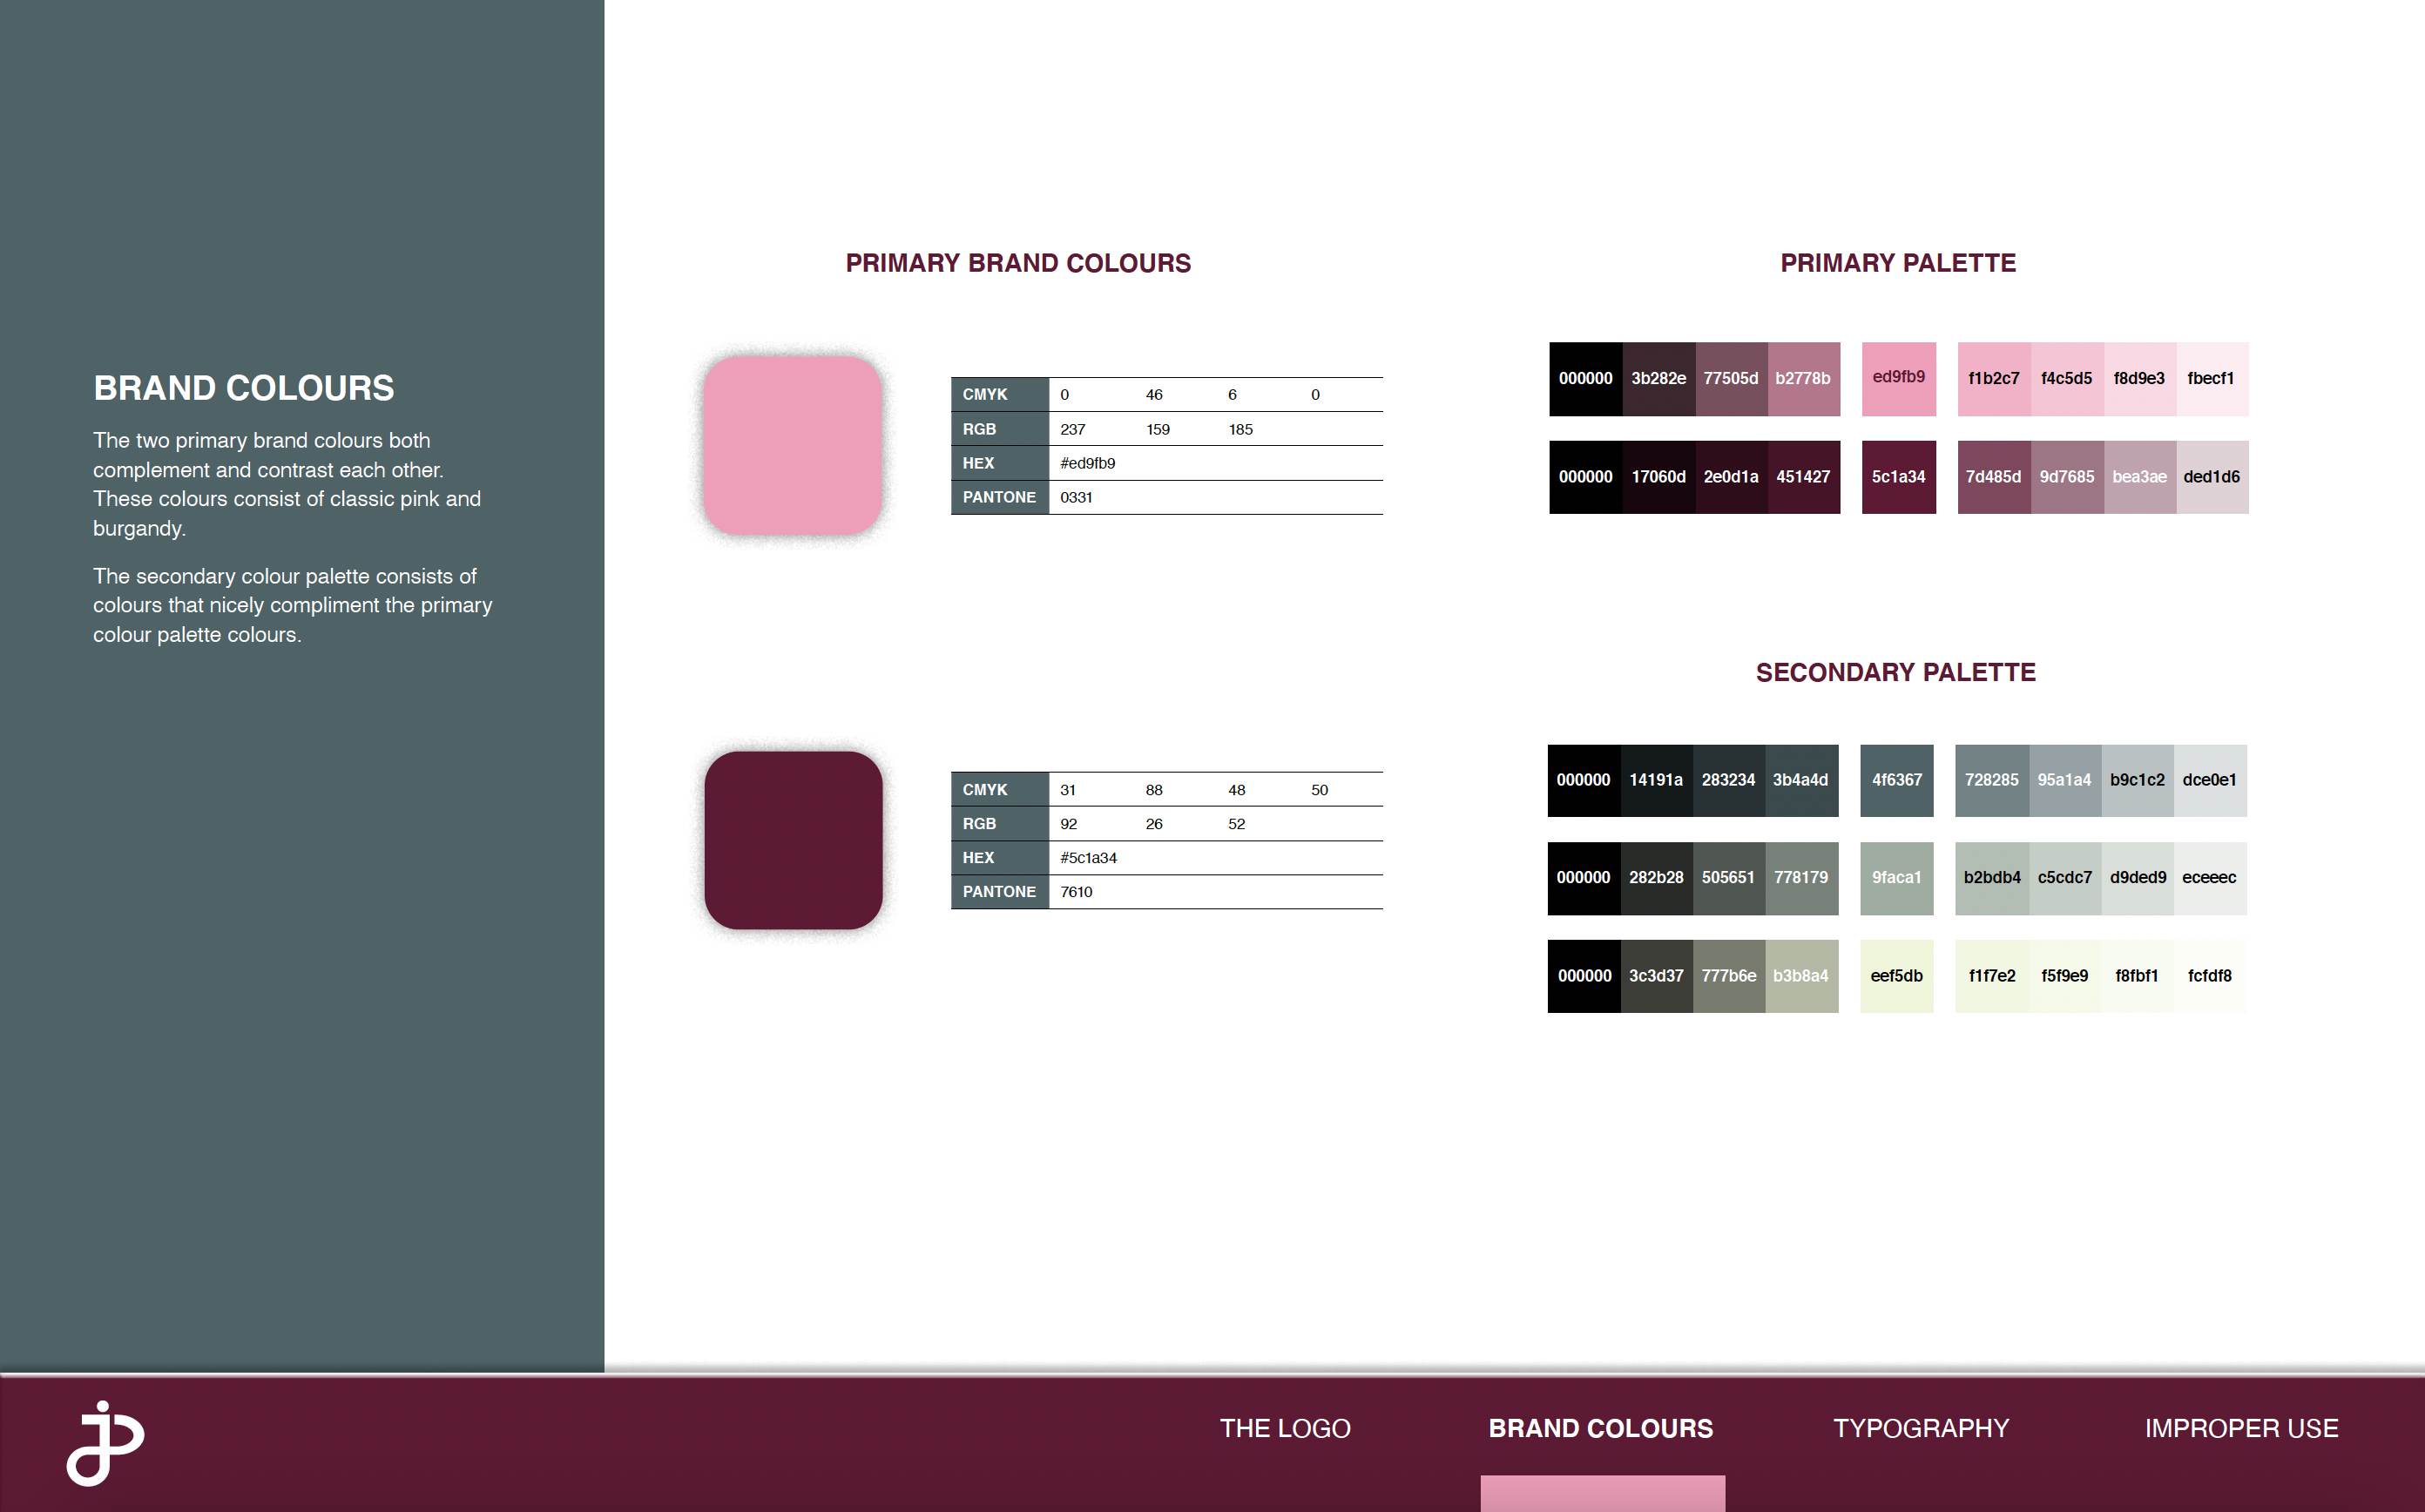 BRAND COLOURS
The two primary brand colours both
complement and contrast each other.
These colours consist of classic pink and
burgandy.
The secondary colour palette consists of
colours that nicely compliment the primary
colour palette colours.
PRIMARY BRAND COLOURS
CMYK 0 46 6 0
RGB 237 159 185
HEX #ed9fb9
PANTONE 0331
CMYK 31 88 48 50
RGB 92 26 52
HEX #5c1a34
PANTONE 7610
PRIMARY PALETTE
000000 3b282e 77505d b2778b ed9fb9 f1b2c7 f4c5d5 f8d9e3 fbecf1
000000 17060d 2e0d1a 451427 5c1a34 7d485d 9d7685 bea3ae ded1d6
SECONDARY PALETTE
000000 14191a 283234 3b4a4d 4f6367 728285 95a1a4 b9c1c2 dce0e1
000000 282b28 505651 778179 9faca1 b2bdb4 c5cdc7 d9ded9 eceeec
000000 3c3d37 777b6e b3b8a4 eef5db f1f7e2 f5f9e9 f8fbf1 fcfdf8
THE LOGO BRAND COLOURS TYPOGRAPHY IMPROPER USE